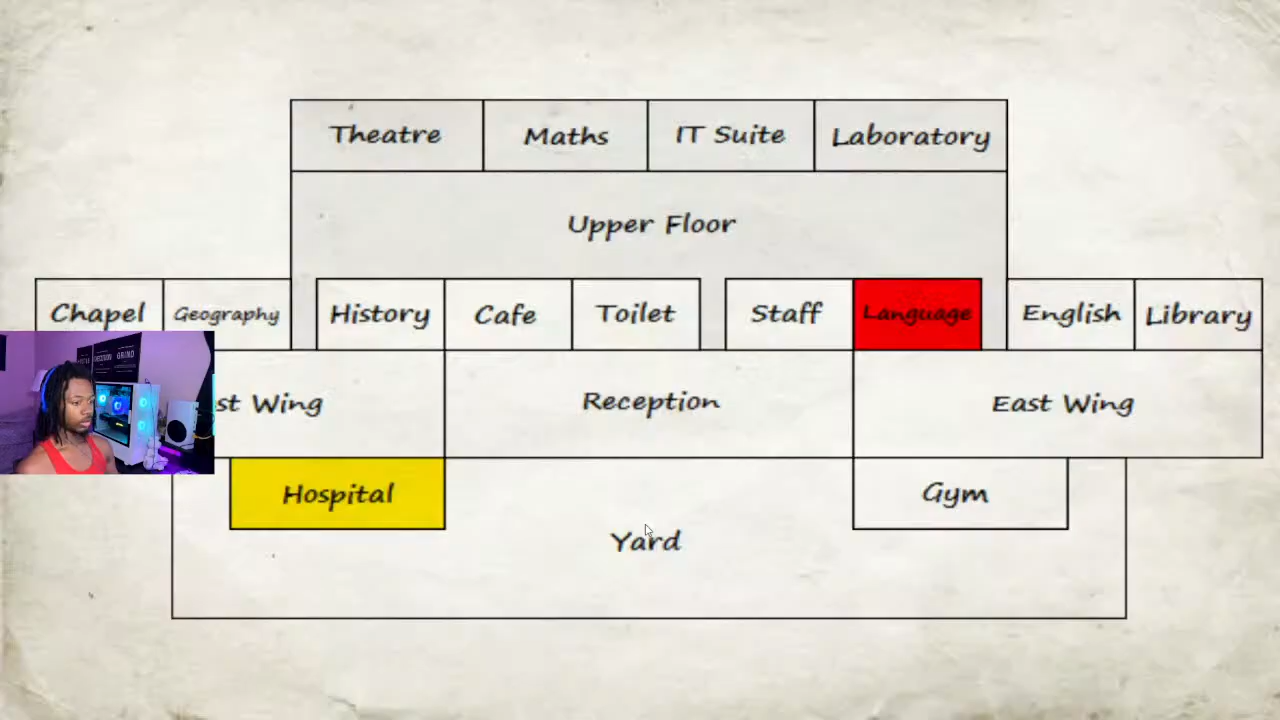 Theatre Maths IT Suite Laboratory
Upper Floor
Chapel Geography History Cafe Toilet Staff Language English Library
st Wing Reception East Wing
Hospital Gym
Yard